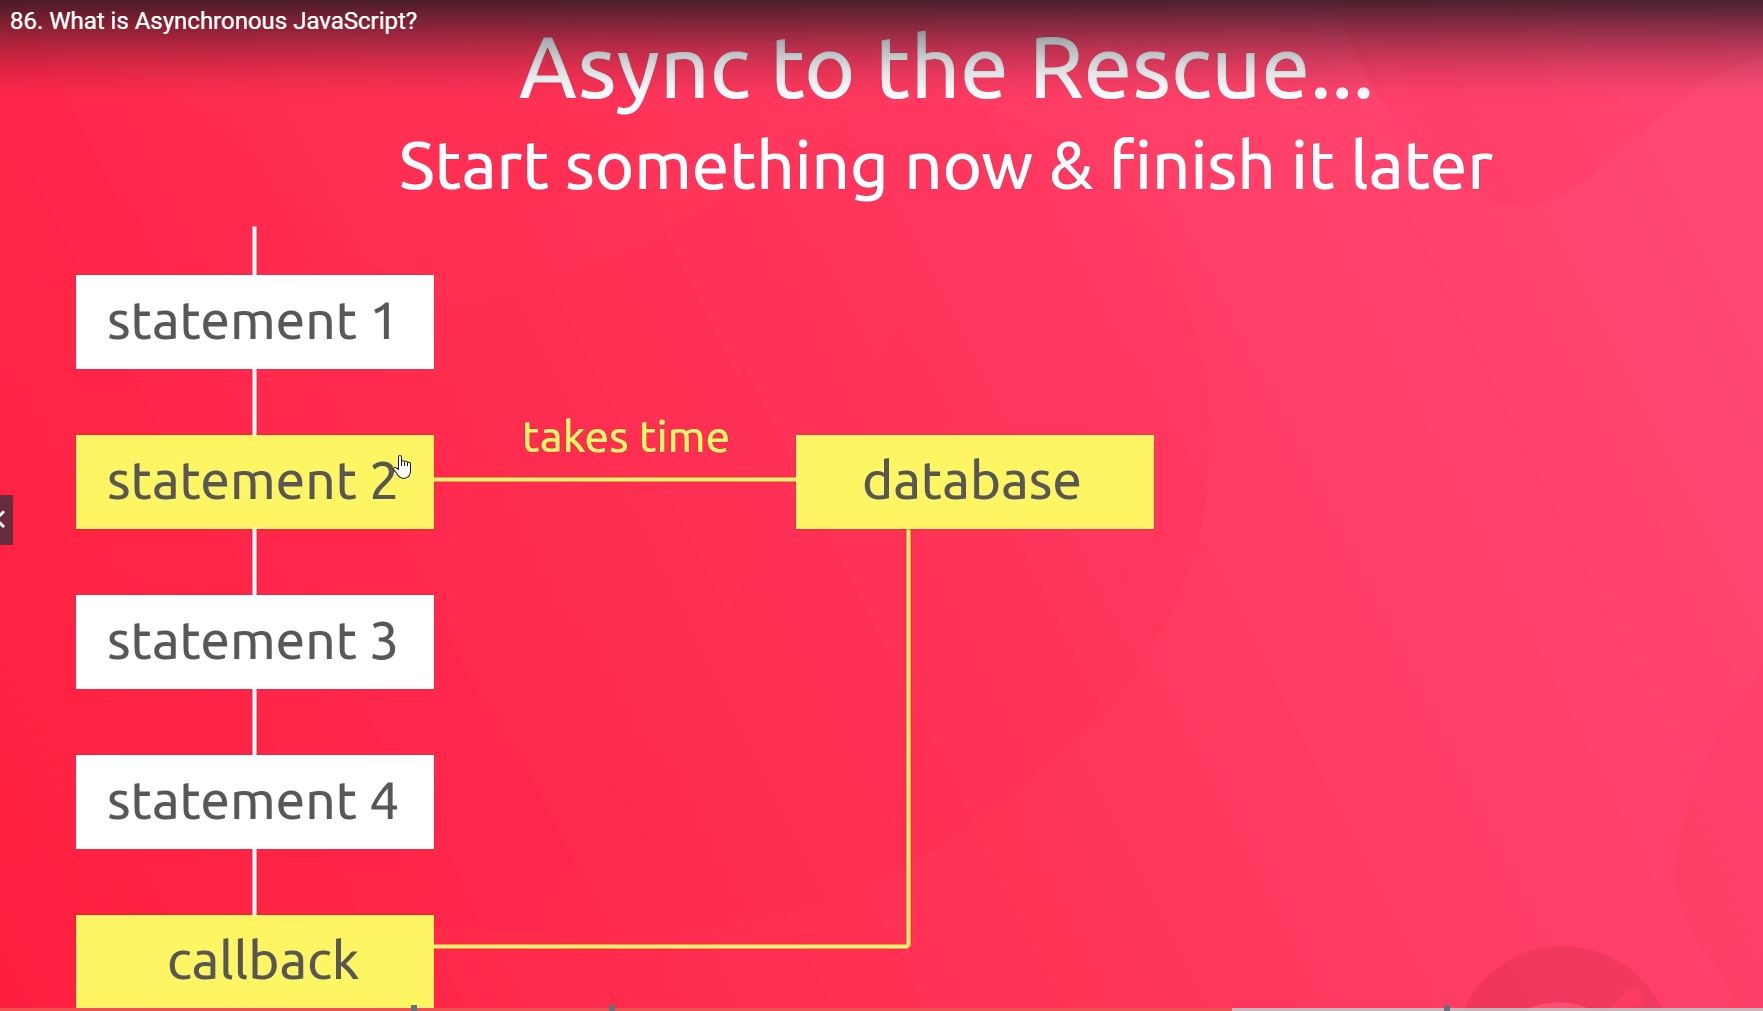 86. What is Asynchronous JavaScript?
Async to the Rescue...
Start something now & finish it later
statement 1
takes time
statement 2
database
statement 3
statement 4
callback